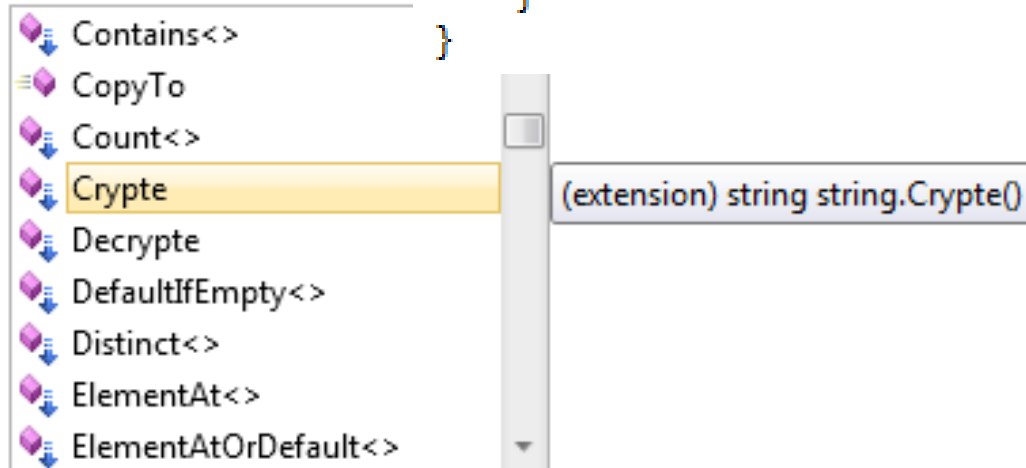 }
Contains<>
}
CopyTo
Count<>
Crypte
(extension) string string.Crypte()
Decrypte
DefaultIfEmpty<>
Distinct<>
ElementAt<>
ElementAtOrDefault<>